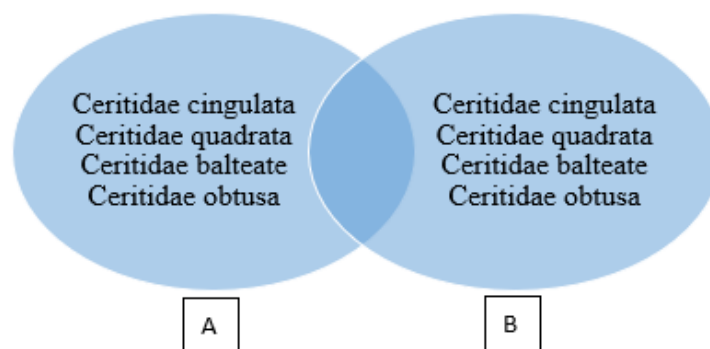 Ceritidae cingulata
Ceritidae quadrata
Ceritidae balteate
Ceritidae obtusa
Ceritidae cingulata
Ceritidae quadrata
Ceritidae balteate
Ceritidae obtusa
A
B